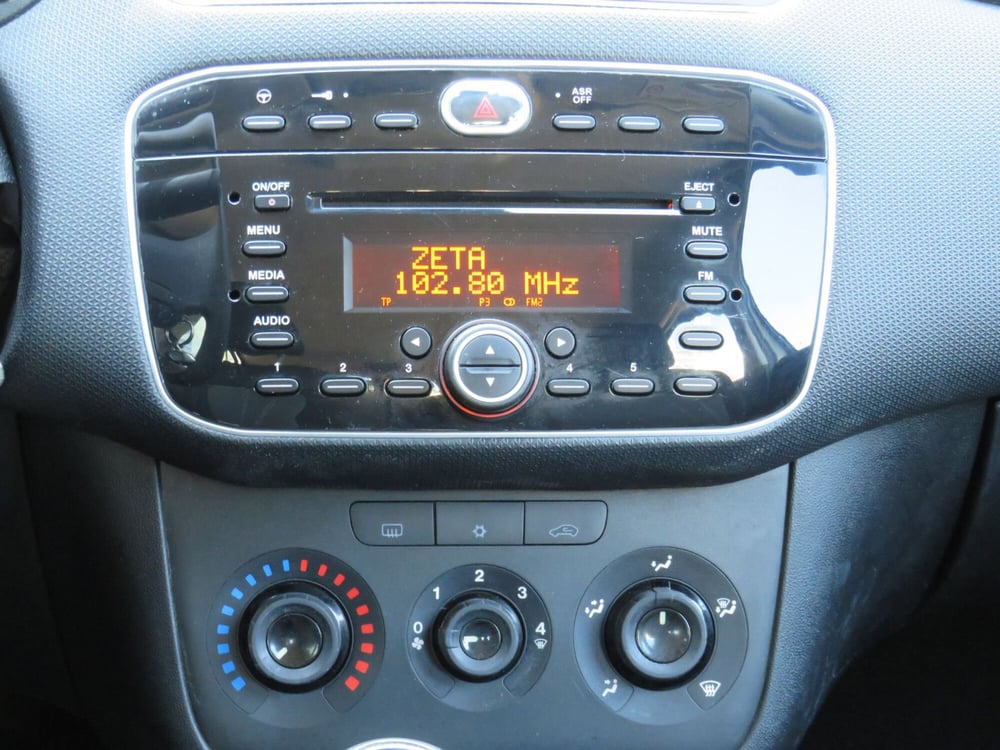 ASR
OFF
ON/OFF
EJECT
MENU
MUTE
ZETA
MEDIA
FM
102.80 MHz
TP P3 FM2
AUDIO
1 2 3 4 5
0 1 2 3 4